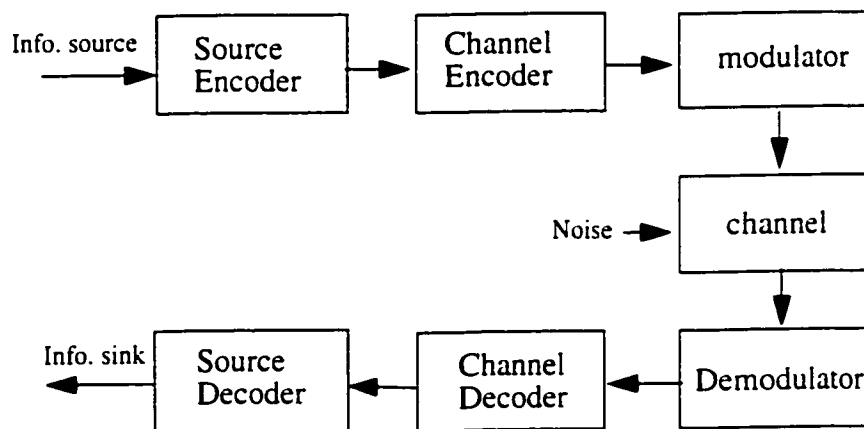 Info. source
Source
Encoder
Channel
Encoder
modulator
Noise
channel
Info. sink
Source
Decoder
Channel
Decoder
Demodulator